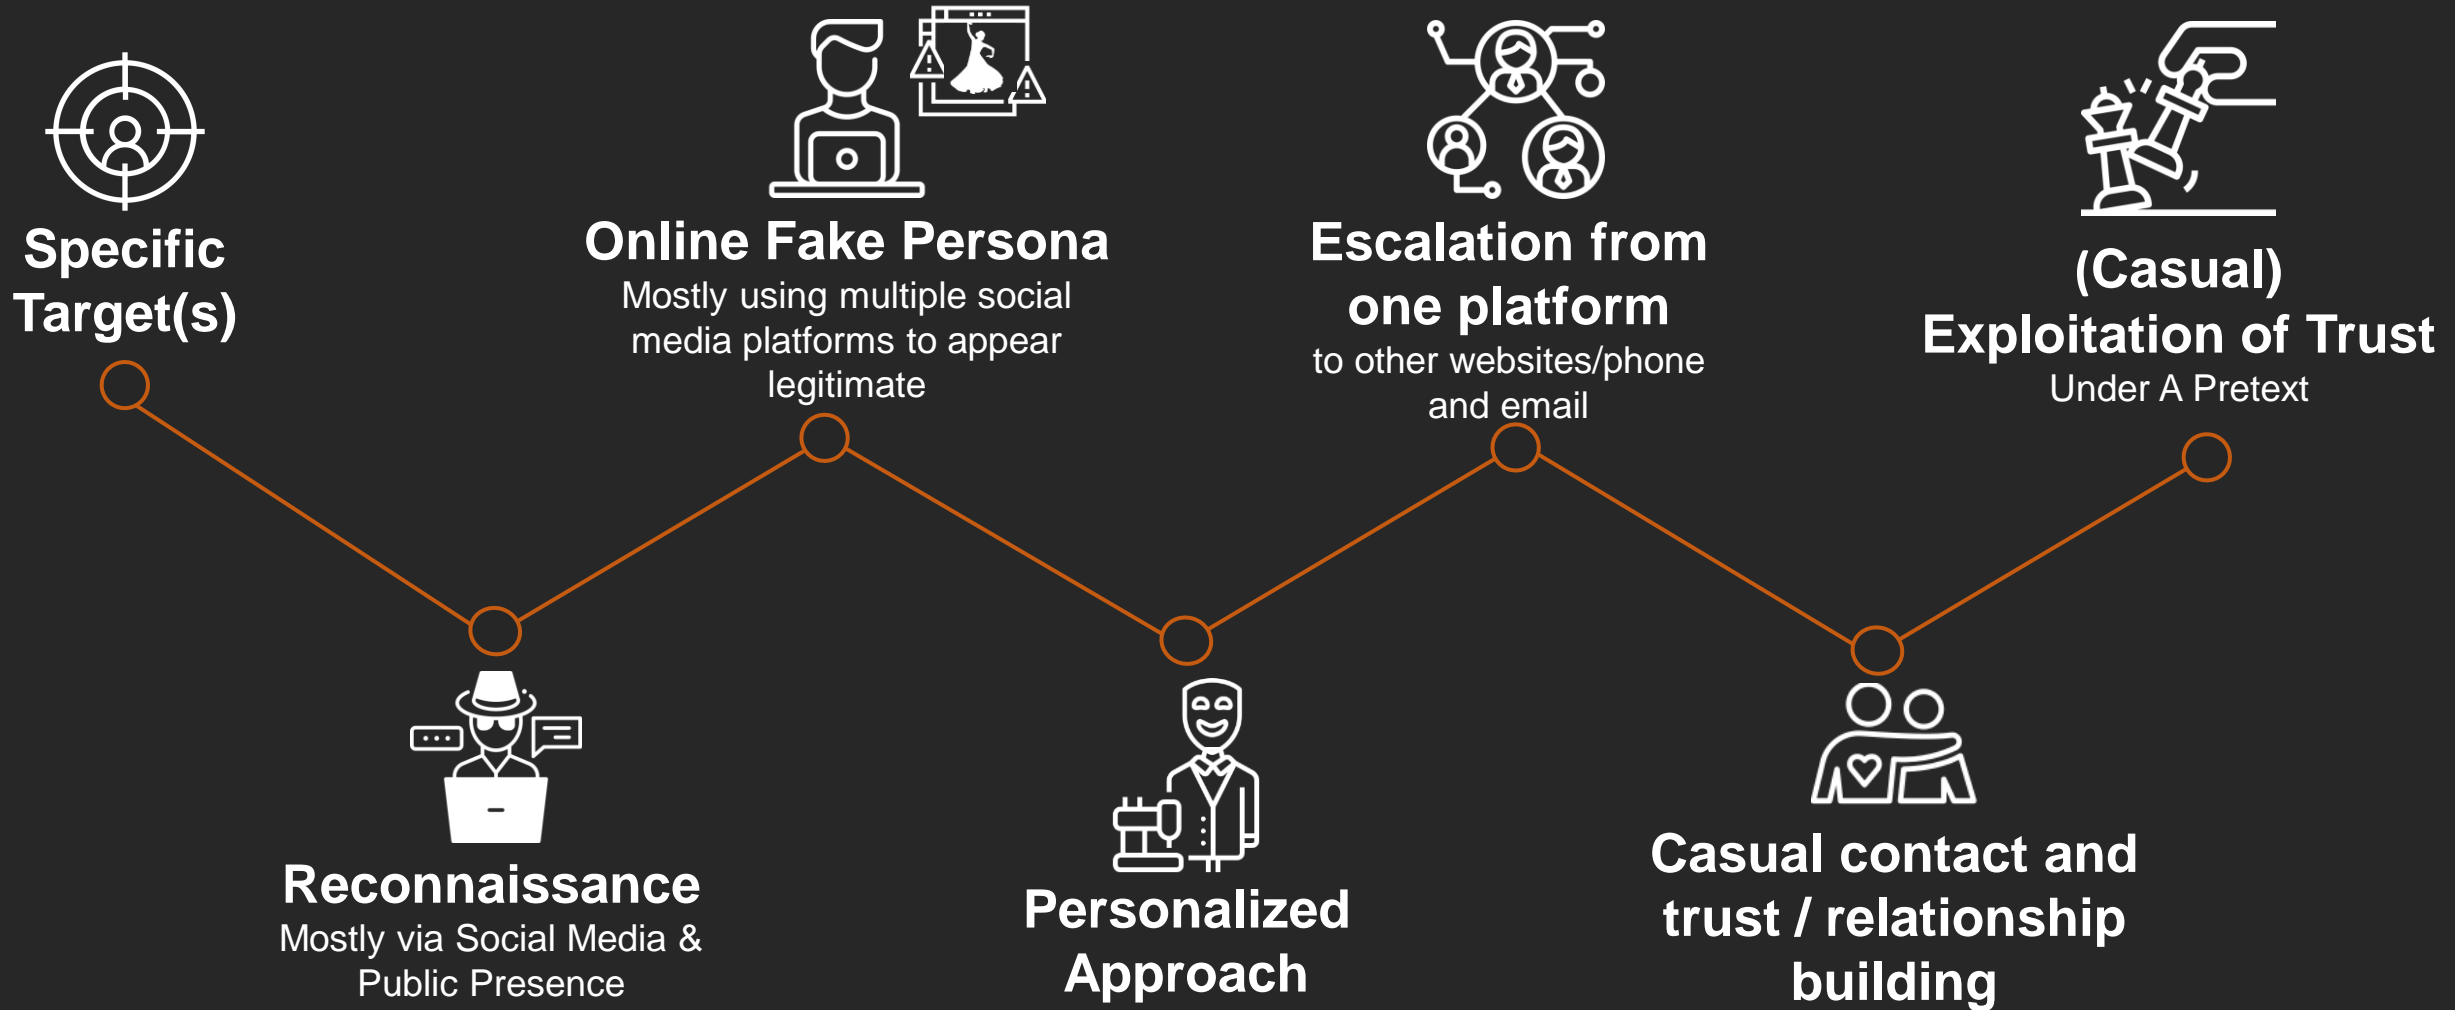 Specific
Target(s)
Reconnaissance
Mostly via Social Media &
Public Presence
Online Fake Persona
Mostly using multiple social
media platforms to appear
legitimate
Personalized
Approach
Escalation from
one platform
to other websites/phone
and email
Casual contact and
trust / relationship
building
(Casual)
Exploitation of Trust
Under A Pretext